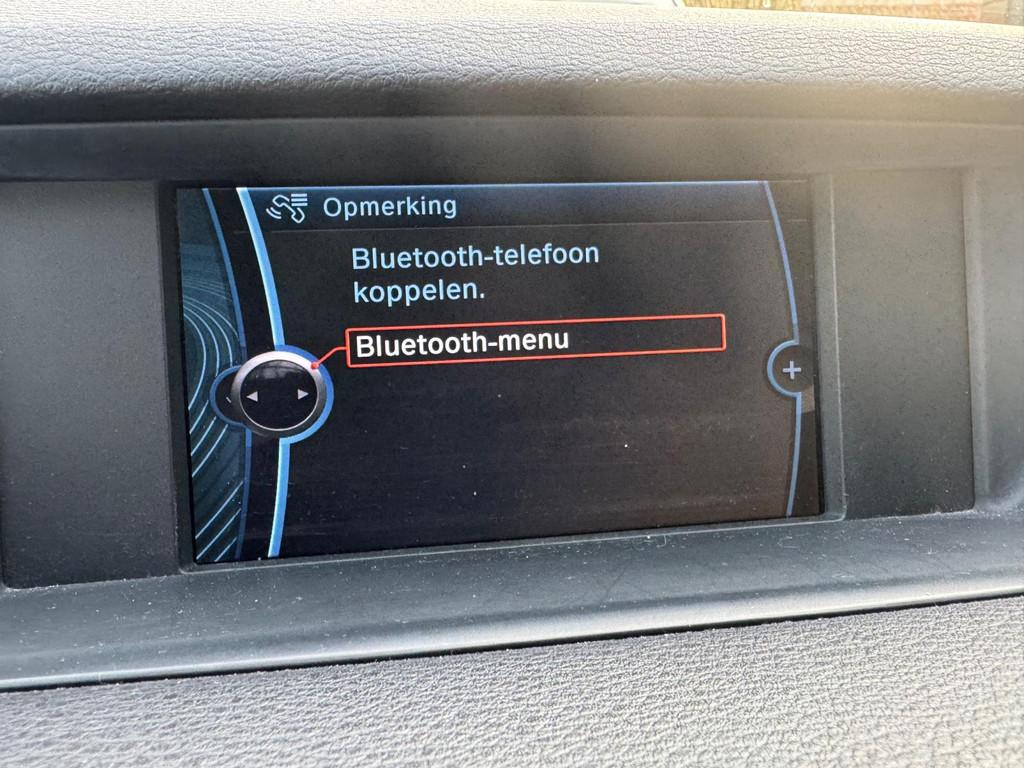 Opmerking
Bluetooth-telefoon
koppelen.
Bluetooth-menu
+